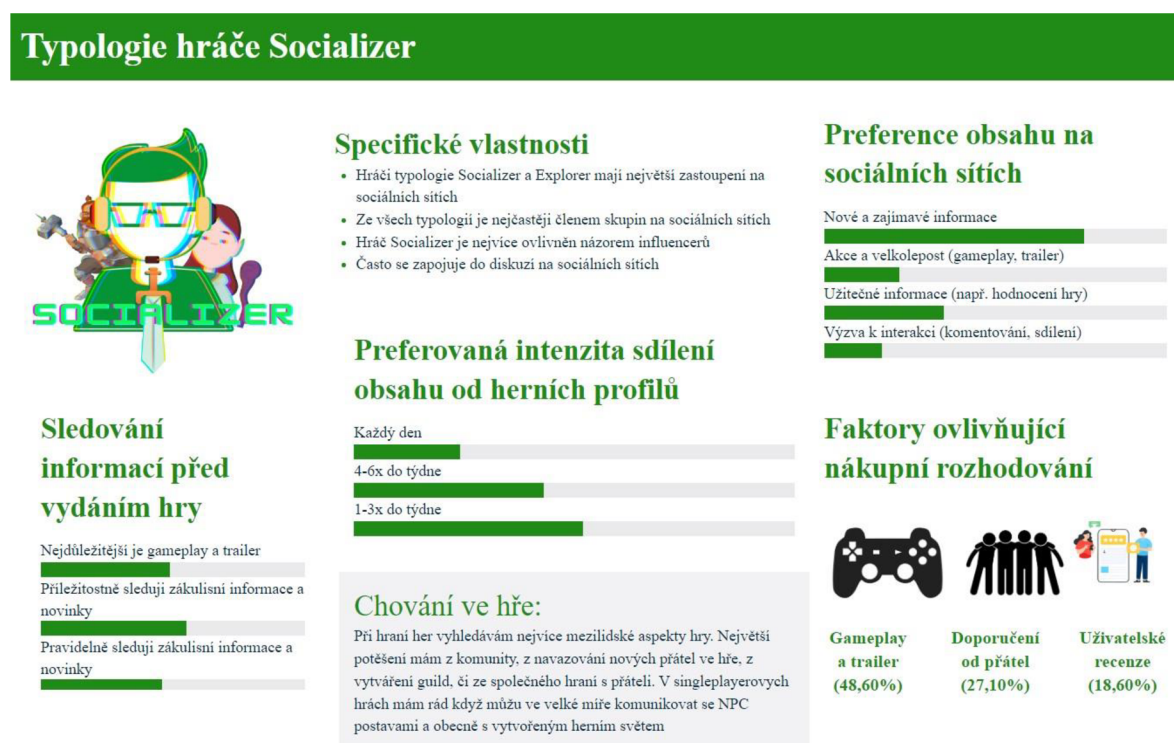 Typologie hráče Socializer
SOCIALIZER
Specifické vlastnosti
Hráči typologie Socializer a Explorer mají největší zastoupení na
sociálních sítích
Ze všech typologií je nejčastěji členem skupin na sociálních sítích
Hráč Socializer je nejvíce ovlivněn názorem influencerů
Často se zapojuje do diskuzí na sociálních sítích
Preference obsahu na
sociálních sítích
Nové a zajímavé informace
Akce a velkolepost (gameplay, trailer)
Užitečné informace (např. hodnocení hry)
Výzva k interakci (komentování, sdílení)
Preferovaná intenzita sdílení
obsahu od herních profilů
Každý den
4-6x do týdne
1-3x do týdne
Sledování
informací před
vydáním hry
Nejdůležitější je gameplay a trailer
Příležitostně sleduji zákulisní informace a
novinky
Pravidelně sleduji zákulisní informace a
novinky
Chování ve hře:
Při hraní her vyhledávám nejvíce mezilidské aspekty hry. Největší
potěšení mám z komunity, z navazování nových přátel ve hře, z
vytváření guild, či ze společného hraní s přáteli. V singleplayerovych
hrách mám rád když můžu ve velké míře komunikovat se NPC
postavami a obecně s vytvořeným herním světem
Faktory ovlivňující
nákupní rozhodování
Gameplay
a trailer
(48,60%)
Doporučení
od přátel
(27,10%)
Uživatelské
recenze
(18,60%)